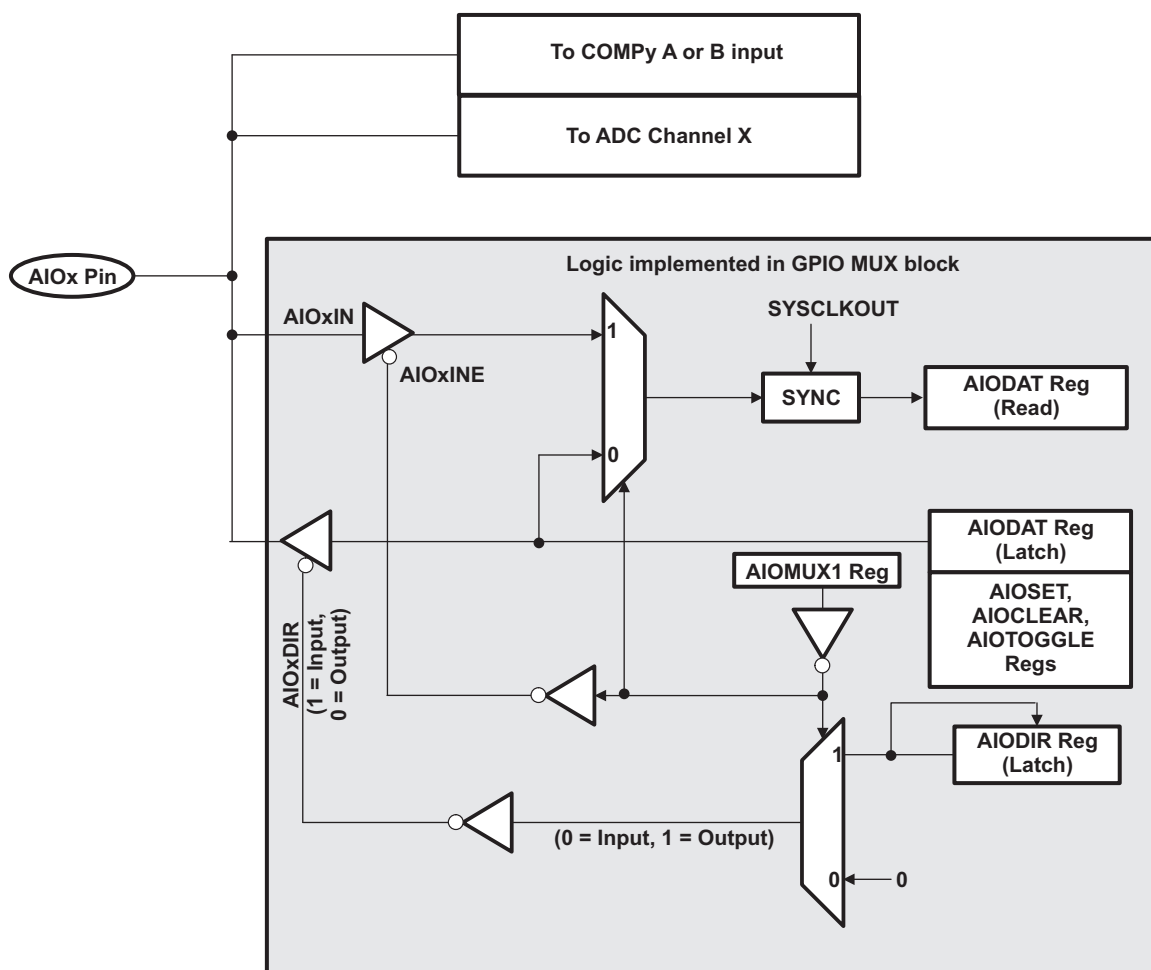 To COMPy A or B input
To ADC Channel X
AIOx Pin
Logic implemented in GPIO MUX block
AIOxIN
AIOxINE
1
0
SYSCLKOUT
SYNC
AIODAT Reg
(Read)
AIODAT Reg
(Latch)
AIOSET,
AIOCLEAR,
AIOTOGGLE
Regs
AIOMUX1 Reg
AIOxDIR
(1 = Input,
0 = Output)
1
AIODIR Reg
(Latch)
(0 = Input, 1 = Output)
0
0